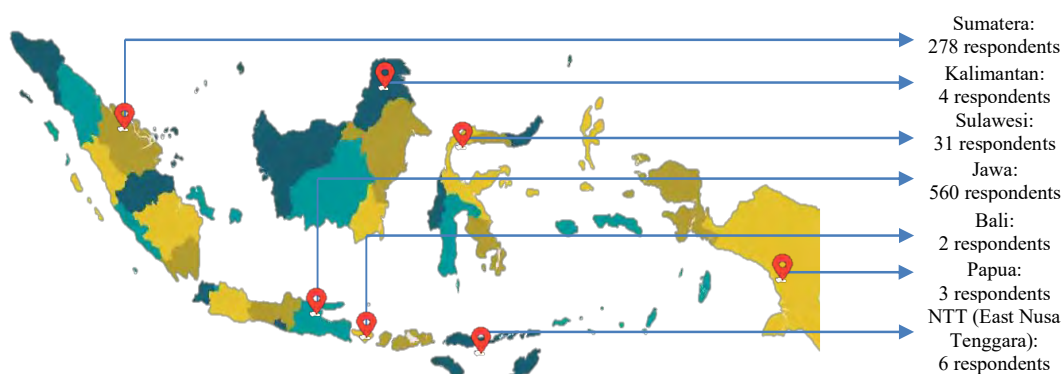 Sumatera:
278 respondents
Kalimantan:
4 respondents
Sulawesi:
31 respondents
Jawa:
560 respondents
Bali:
2 respondents
Papua:
3 respondents
NTT (East Nusa
Tenggara):
6 respondents